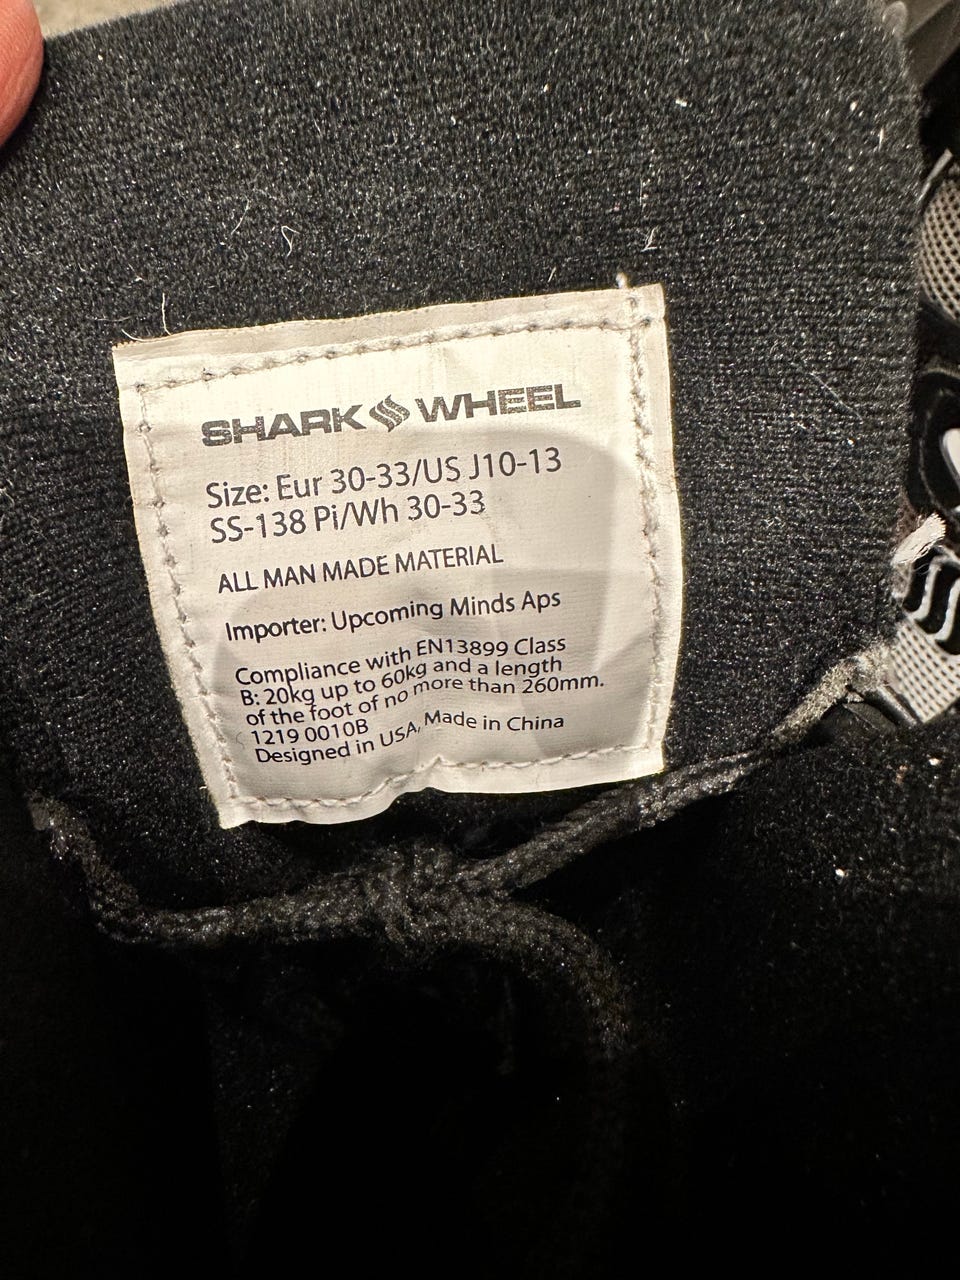 SHARK WHEEL
Size: Eur 30-33/US J10-13
SS-138 Pi/Wh 30-33
ALL MAN MADE MATERIAL
Importer: Upcoming Minds Aps
Compliance with EN13899 Class
B: 20kg up to 60kg and a length
of the foot of no more than 260mm.
1219 0010B
Designed in USA, Made in China